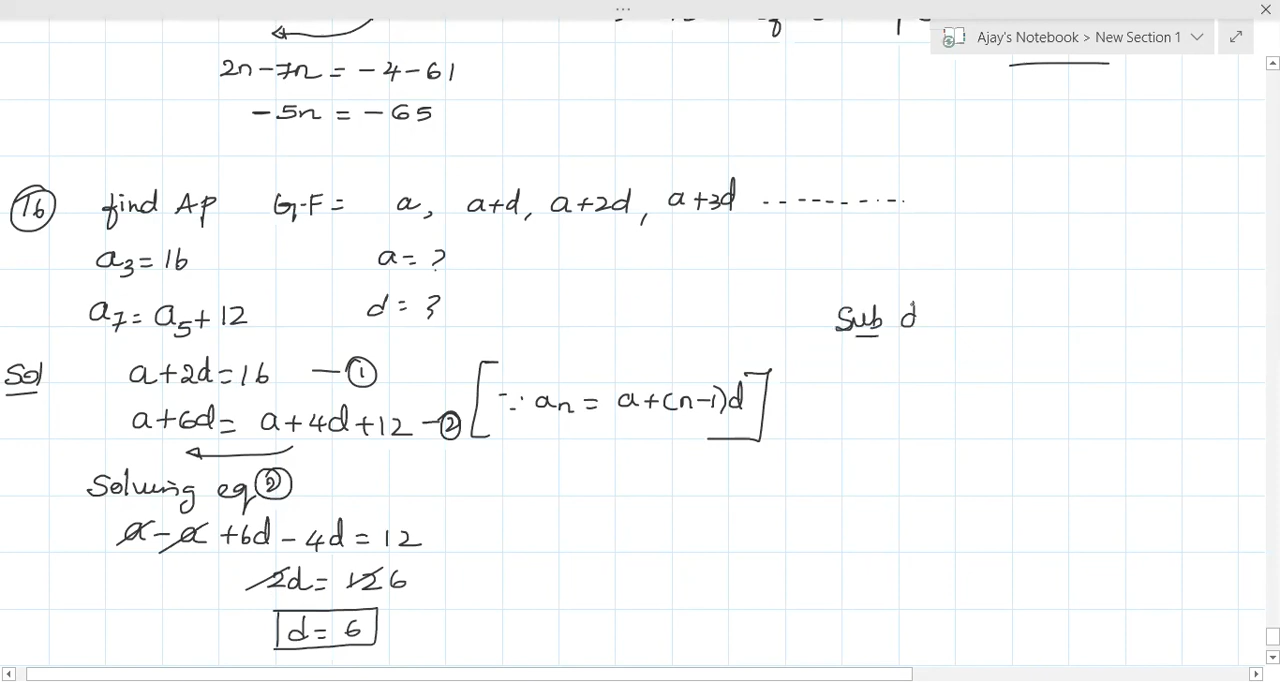 Ajay's Notebook > New Section 1
2n-7n = -4-61
-5n = -65
16 find AP G.F = a, a+d, a+2d, a+3d ----------
a3 = 16 a = ?
a7 = a5 + 12 d = ?
Sub d
Sol a+2d = 16 —①
a+6d = a+4d+12 -② [∵ an = a+(n-1)d]
Solving eq②
a-a+6d-4d = 12
2d = 12 6
d = 6